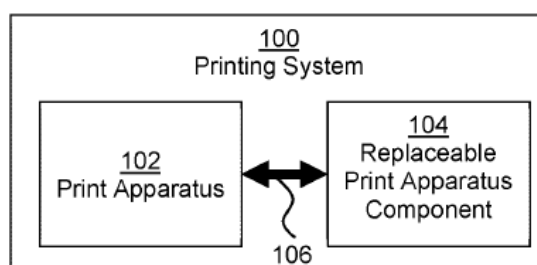 100
Printing System
102
Print Apparatus
104
Replaceable
Print Apparatus
Component
106